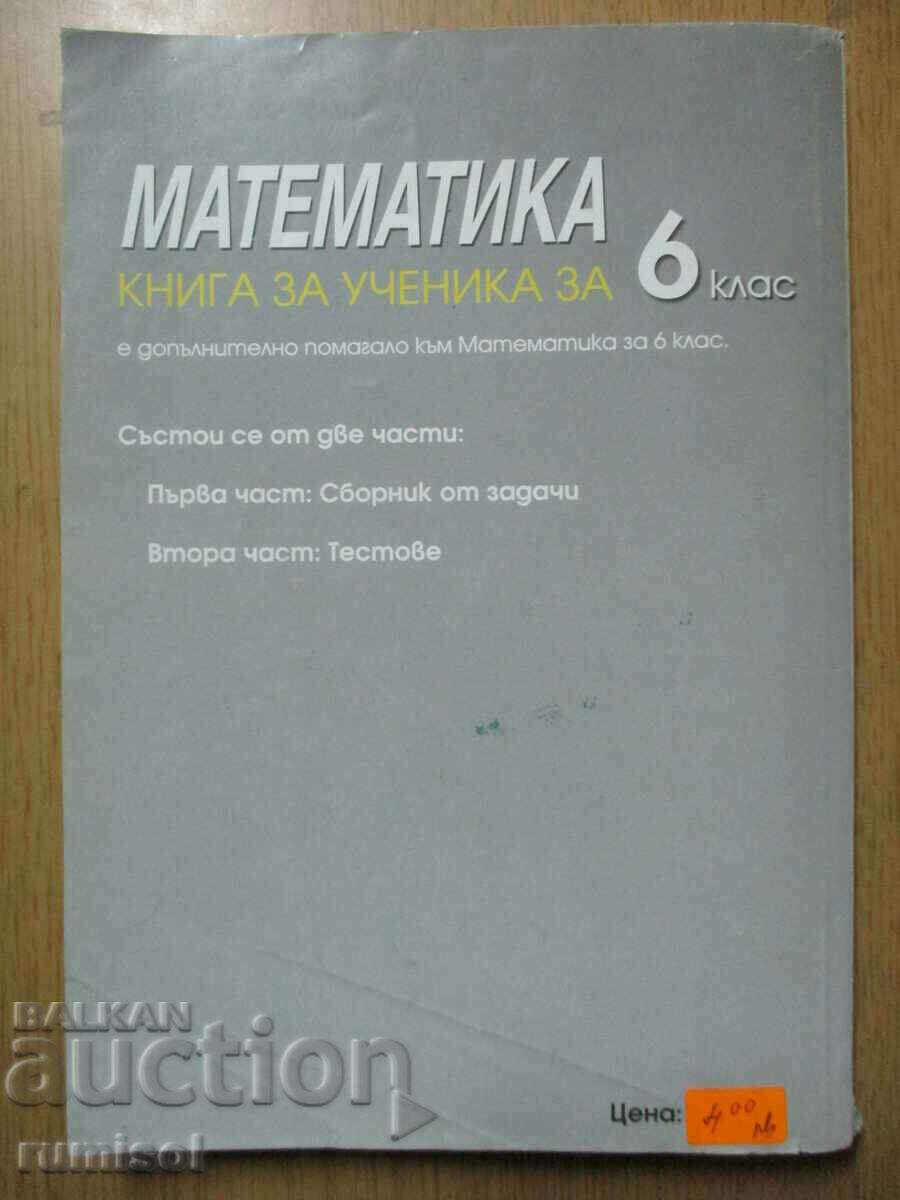 МАТЕМАТИКА
КНИГА ЗА УЧЕНИКА ЗА 6 клас
е допълнително помагало към Математика за 6 клас.
Състои се от две части:
Първа част: Сборник от задачи
Втора част: Тестове
BALKAN
auction
rumisol
Цена: 4 00 лв